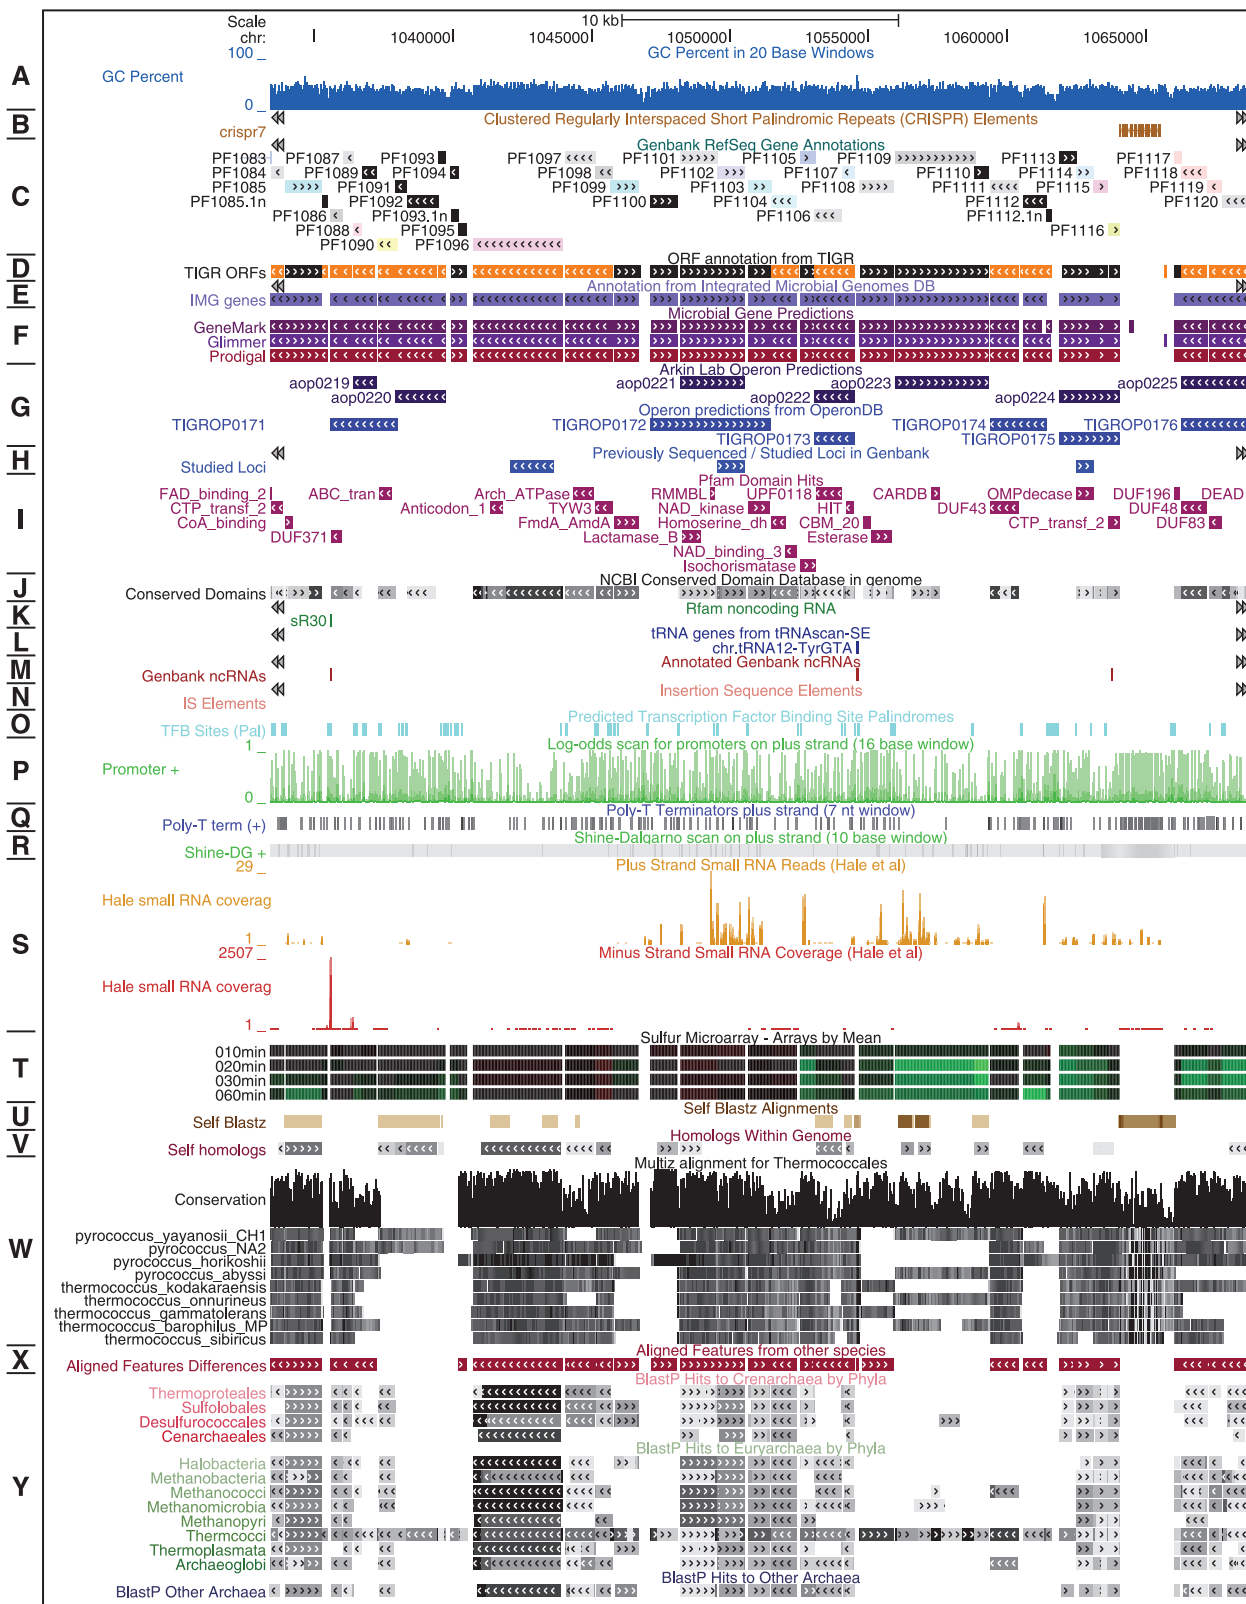 Scale 10 kb
chr: 1040000 1045000 1050000 1055000 1060000 1065000
100 GC Percent in 20 Base Windows
A GC Percent
0
B Clustered Regularly Interspaced Short Palindromic Repeats (CRISPR) Elements
crispr7
Genbank RefSeq Gene Annotations
C
PF1083 PF1087 PF1093 PF1097 PF1101 PF1105 PF1109 PF1113 PF1117
PF1084 PF1089 PF1094 PF1098 PF1102 PF1107 PF1110 PF1114 PF1118
PF1085 PF1091 PF1099 PF1103 PF1108 PF1111 PF1115 PF1119
PF1085.1n PF1092 PF1100 PF1104 PF1112 PF1120
PF1086 PF1093.1n PF1106 PF1112.1n
PF1088 PF1095 PF1116
PF1090 PF1096
D ORF annotation from TIGR
TIGR ORFs
E Annotation from Integrated Microbial Genomes DB
IMG genes
F Microbial Gene Predictions
GeneMark
Glimmer
Prodigal
G Arkin Lab Operon Predictions
aop0219 aop0221 aop0223 aop0225
aop0220 aop0222 aop0224
Operon predictions from OperonDB
TIGROP0171 TIGROP0172 TIGROP0174 TIGROP0176
TIGROP0173 TIGROP0175
H Previously Sequenced / Studied Loci in Genbank
Studied Loci
I Pfam Domain Hits
FAD_binding_2 ABC_tran Arch_ATPase RMMBL UPF0118 CARDB OMPdecase DUF196 DEAD
CTP_transf_2 Anticodon_1 TYW3 NAD_kinase HIT DUF43 DUF48
CoA_binding FmdA_AmdA Homoserine_dh CBM_20 CTP_transf_2 DUF83
DUF371 Lactamase_B Esterase
NAD_binding_3
Isochorismatase
J NCBI Conserved Domain Database in genome
Conserved Domains
K Rfam noncoding RNA
sR30
L tRNA genes from tRNAscan-SE
chr.tRNA12-TyrGTA
M Annotated Genbank ncRNAs
Genbank ncRNAs
N Insertion Sequence Elements
IS Elements
O Predicted Transcription Factor Binding Site Palindromes
TFB Sites (Pal)
P Log-odds scan for promoters on plus strand (16 base window)
1
Promoter +
0
Q Poly-T Terminators plus strand (7 nt window)
Poly-T term (+)
R Shine-Dalgarno scan on plus strand (10 base window)
Shine-DG +
29 Plus Strand Small RNA Reads (Hale et al)
Hale small RNA coverag
1
S
2507 Minus Strand Small RNA Coverage (Hale et al)
Hale small RNA coverag
1
T Sulfur Microarray - Arrays by Mean
010min
020min
030min
060min
U Self Blastz Alignments
Self Blastz
V Homologs Within Genome
Self homologs
W Multiz alignment for Thermococcales
Conservation
pyrococcus_yayanosii_CH1
pyrococcus_NA2
pyrococcus_horikoshii
pyrococcus_abyssi
thermococcus_kodakaraensis
thermococcus_onnurineus
thermococcus_gammatolerans
thermococcus_barophilus_MP
thermococcus_sibiricus
X Aligned Features from other species
Aligned Features Differences
Y BlastP Hits to Crenarchaea by Phyla
Thermoproteales
Sulfolobales
Desulfurococcales
Cenarchaeales
BlastP Hits to Euryarchaea by Phyla
Halobacteria
Methanobacteria
Methanococci
Methanomicrobia
Methanopyri
Thermcocci
Thermoplasmata
Archaeoglobi
BlastP Hits to Other Archaea
BlastP Other Archaea